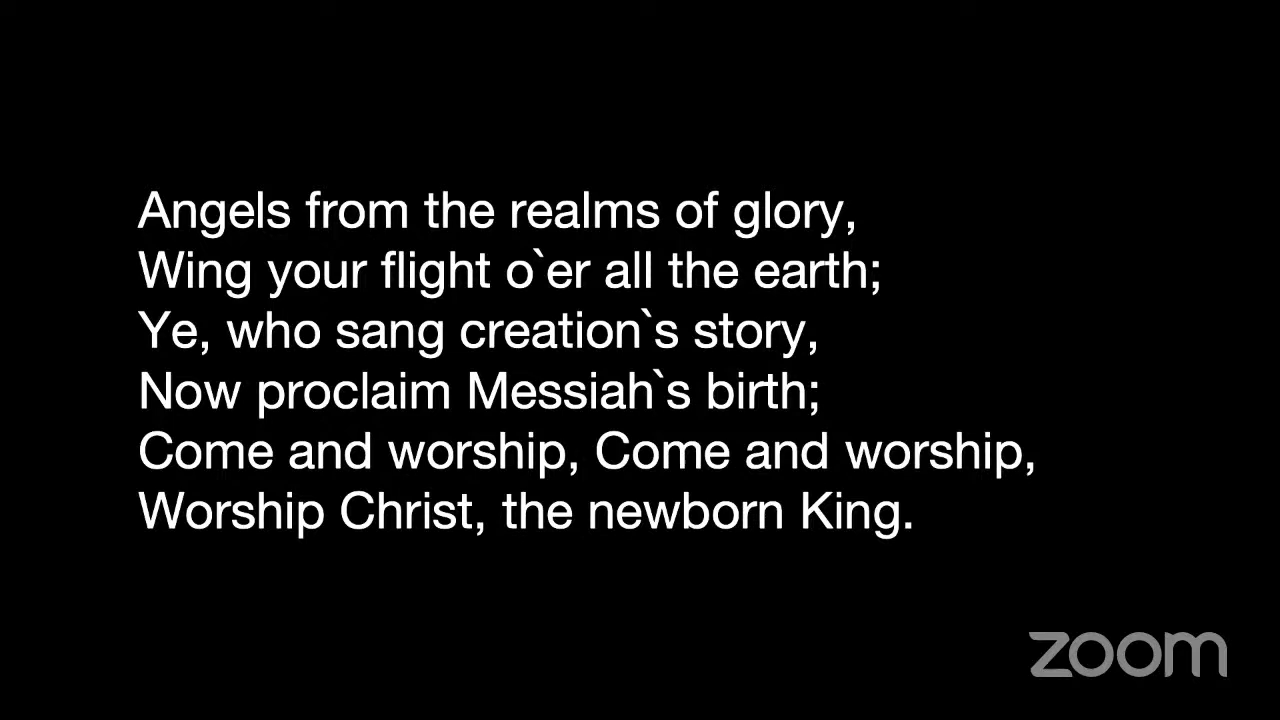 Angels from the realms of glory,
Wing your flight o`er all the earth;
Ye, who sang creation`s story,
Now proclaim Messiah`s birth;
Come and worship, Come and worship,
Worship Christ, the newborn King.
zoom